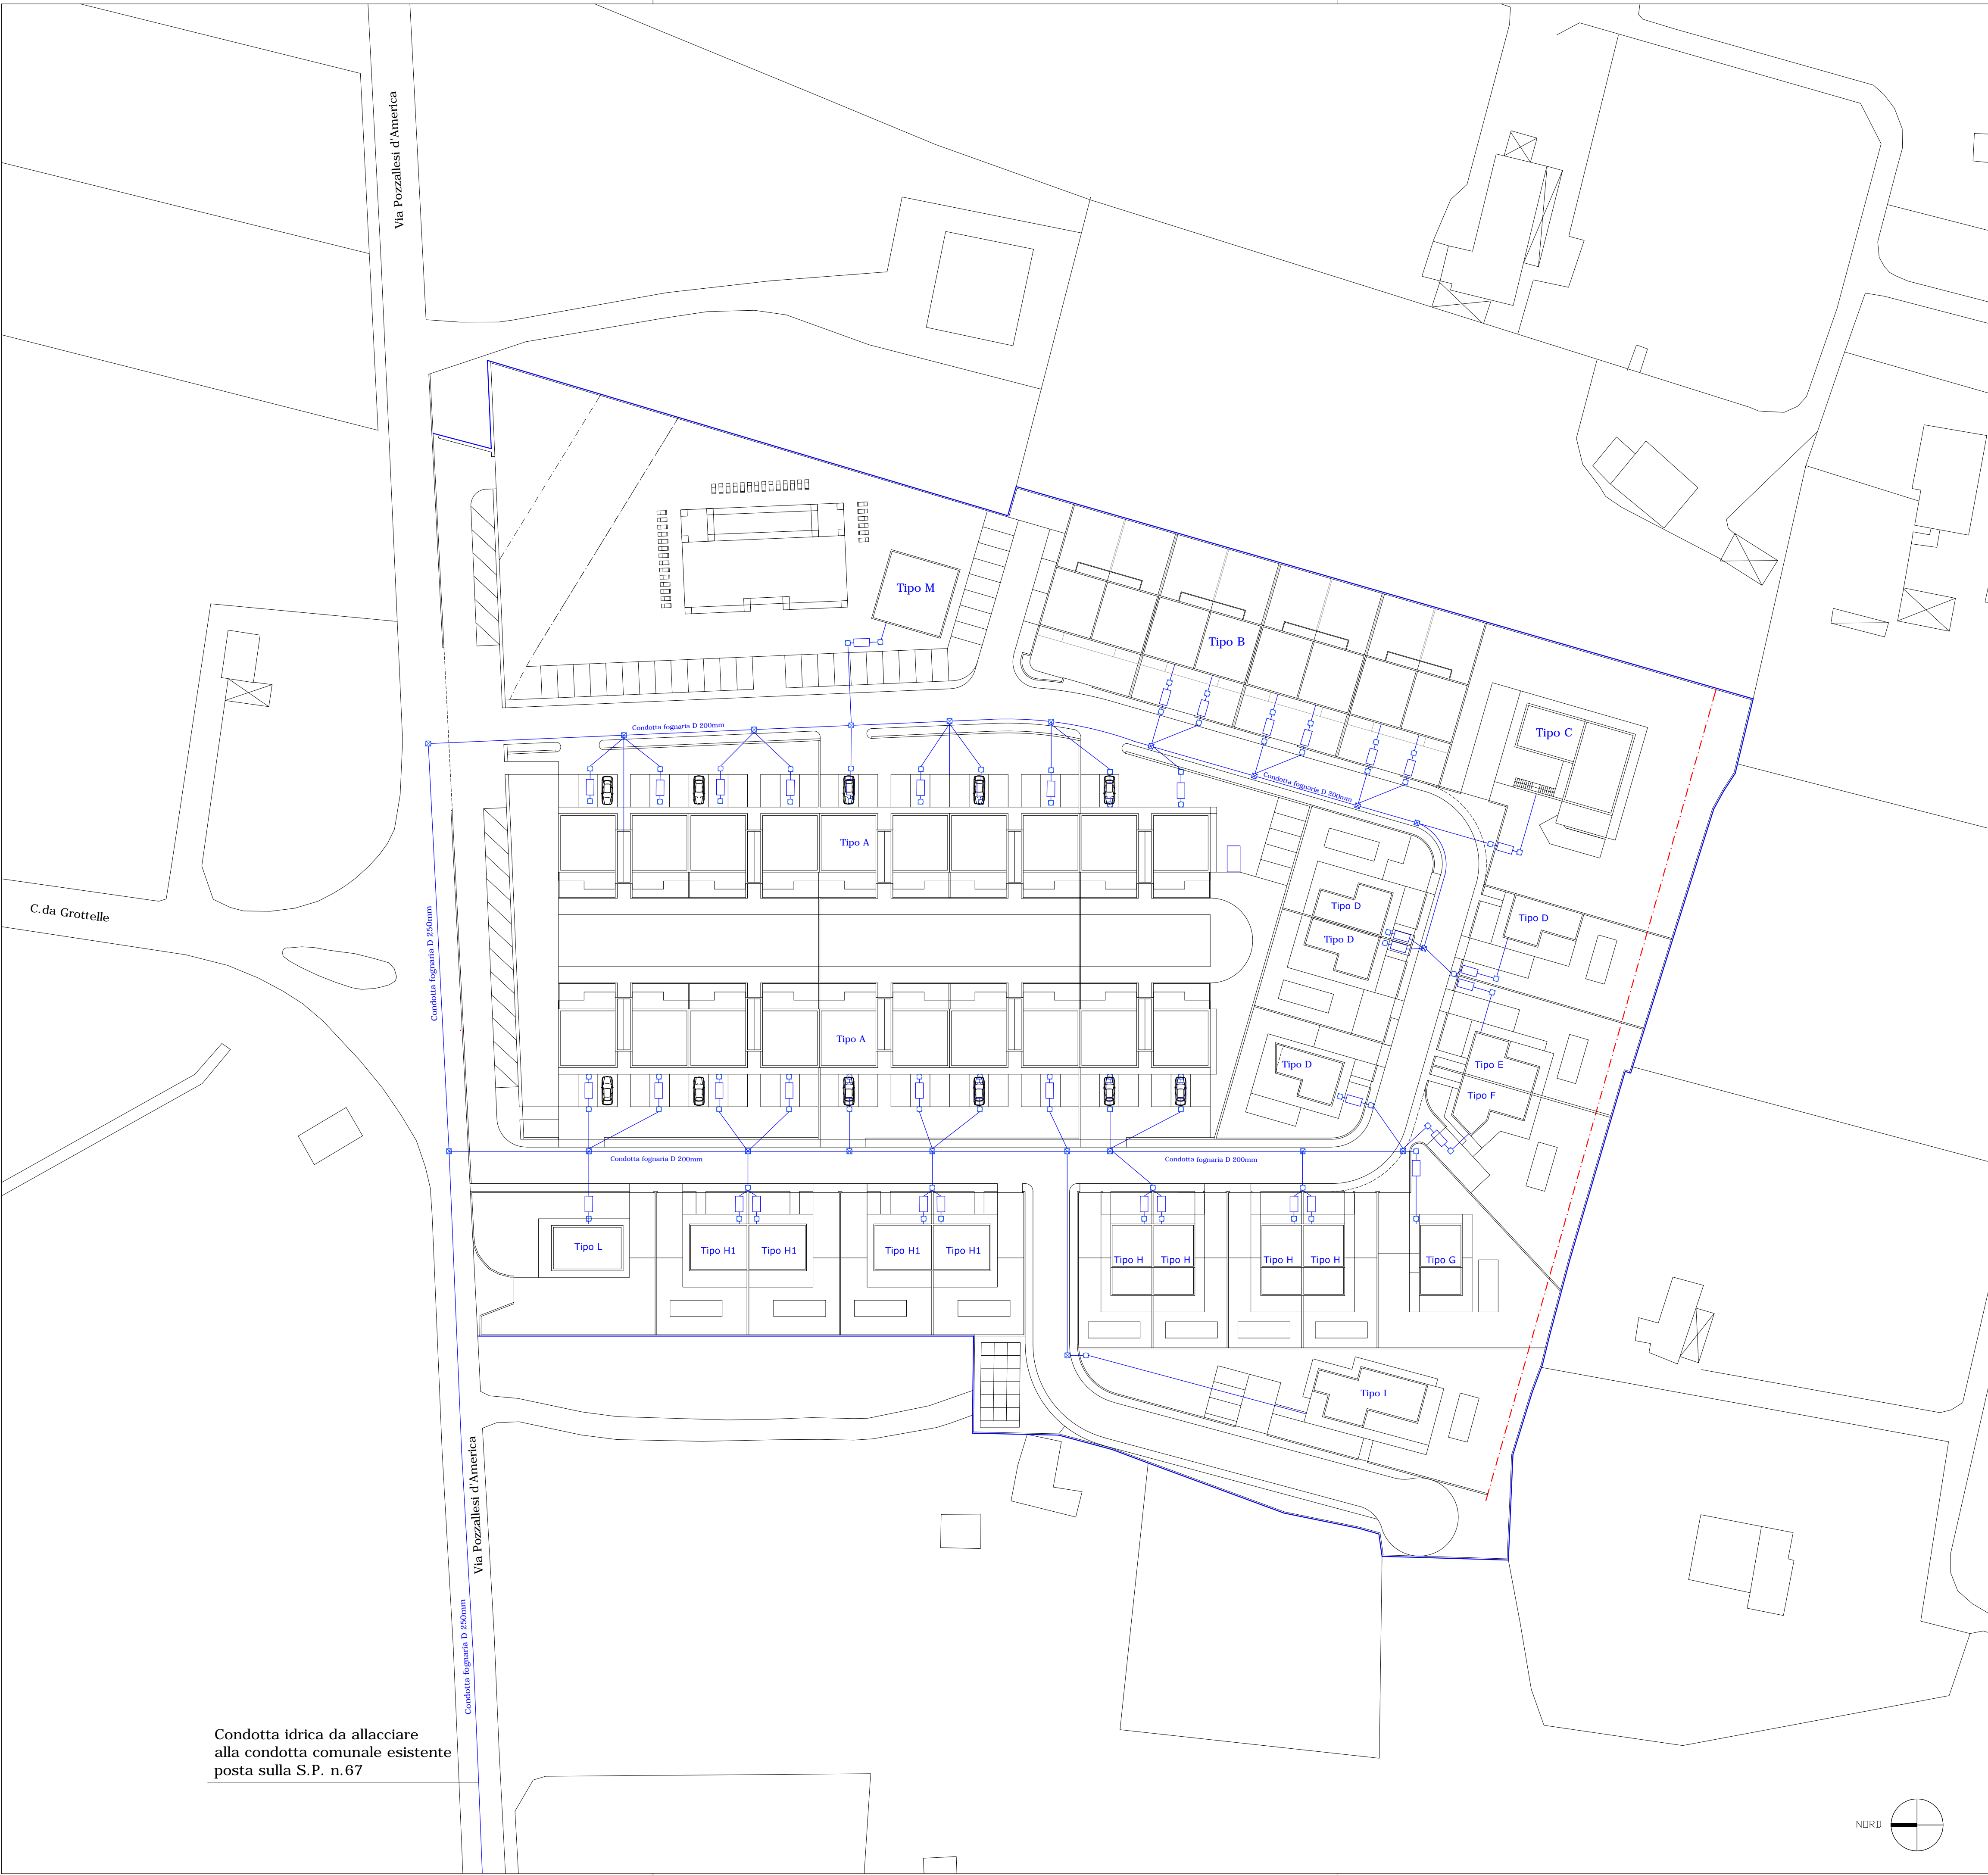 Via Pozzallesi d'America
Tipo M
Tipo B
Condotta fognaria D 200mm
Tipo C
Condotta fognaria D 200mm
Tipo A
C.da Grottelle
Condotta fognaria D 250mm
Tipo D
Tipo D
Tipo D
Tipo A
Tipo D
Tipo E
Tipo F
Condotta fognaria D 200mm
Condotta fognaria D 200mm
Tipo L
Tipo H1
Tipo H1
Tipo H1
Tipo H1
Tipo H
Tipo H
Tipo H
Tipo H
Tipo G
Tipo I
Via Pozzallesi d'America
Condotta fognaria D 250mm
Condotta idrica da allacciare
alla condotta comunale esistente
posta sulla S.P. n.67
NORD